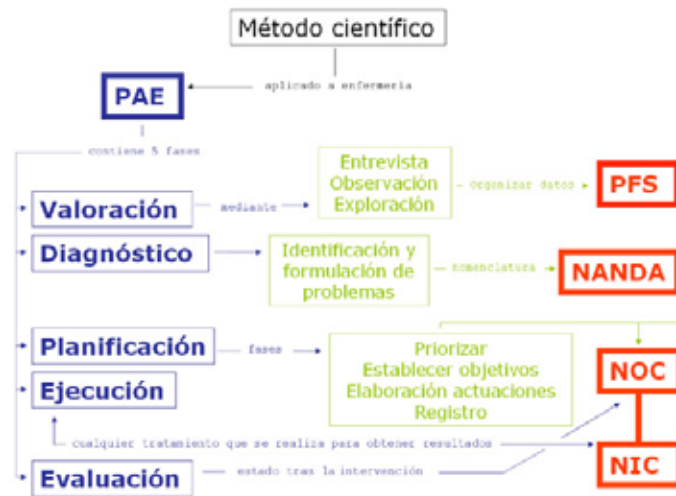 Método científico
aplicado a enfermería
PAE
contiene 5 fases
Entrevista
Observación
Exploración
Organizar datos
PFS
Valoración
mediante
Diagnóstico
Identificación y
formulación de
problemas
nomenclatura
NANDA
Planificación
fases
Priorizar
Establecer objetivos
Elaboración actuaciones
Registro
NOC
Ejecución
cualquier tratamiento que se realiza para obtener resultados
NIC
Evaluación
estado tras la intervención